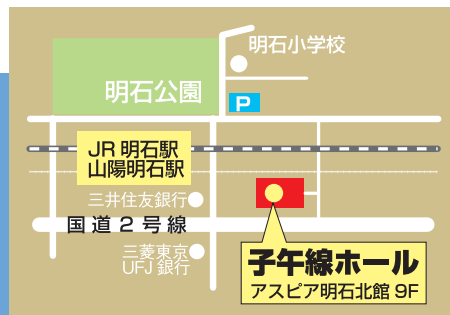 明石小学校
明石公園
P
JR 明石駅
山陽明石駅
三井住友銀行
国道2号線
三菱東京
UFJ 銀行
子午線ホール
アスピア明石北館 9F